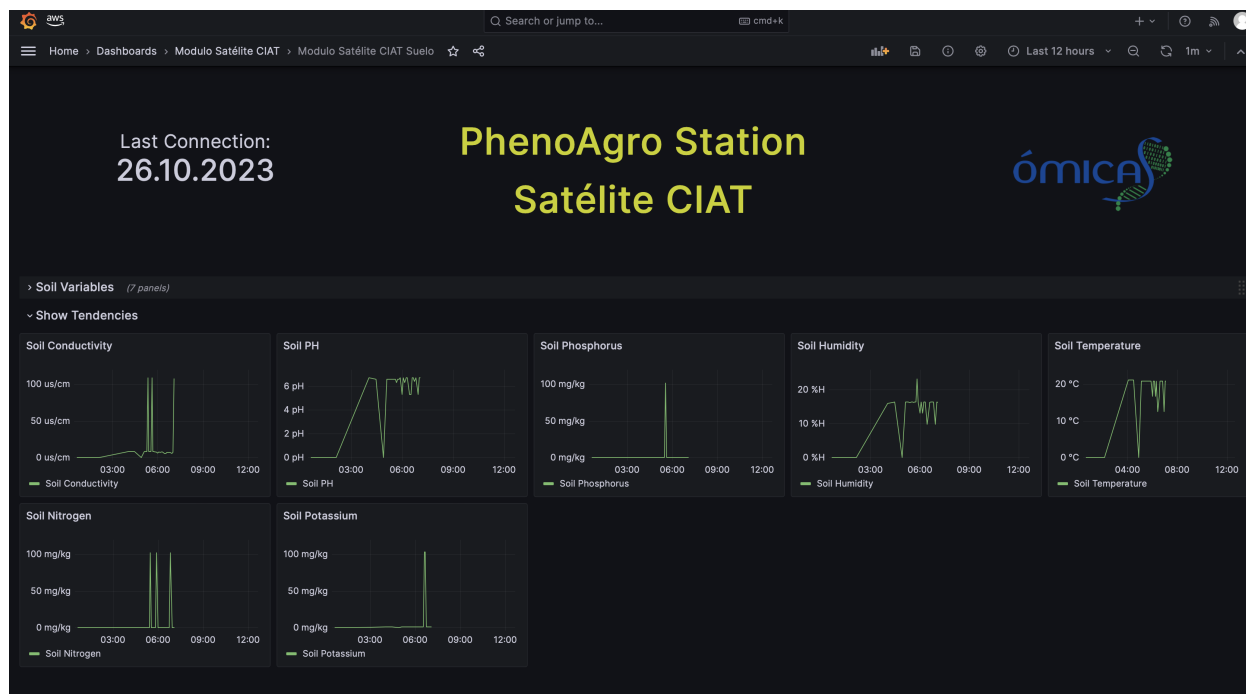 aws
Search or jump to...
cmd+k
Home › Dashboards › Modulo Satélite CIAT › Modulo Satélite CIAT Suelo
Last 12 hours
1m
Last Connection:
26.10.2023
PhenoAgro Station
Satélite CIAT
ómicas
Soil Variables (7 panels)
Show Tendencies
Soil Conductivity
100 us/cm
50 us/cm
0 us/cm
03:00 06:00 09:00 12:00
Soil Conductivity
Soil PH
6 pH
4 pH
2 pH
0 pH
03:00 06:00 09:00 12:00
Soil PH
Soil Phosphorus
100 mg/kg
50 mg/kg
0 mg/kg
03:00 06:00 09:00 12:00
Soil Phosphorus
Soil Humidity
20 %H
10 %H
0 %H
03:00 06:00 09:00 12:00
Soil Humidity
Soil Temperature
20 °C
10 °C
0 °C
04:00 08:00 12:00
Soil Temperature
Soil Nitrogen
100 mg/kg
50 mg/kg
0 mg/kg
03:00 06:00 09:00 12:00
Soil Nitrogen
Soil Potassium
100 mg/kg
50 mg/kg
0 mg/kg
03:00 06:00 09:00 12:00
Soil Potassium